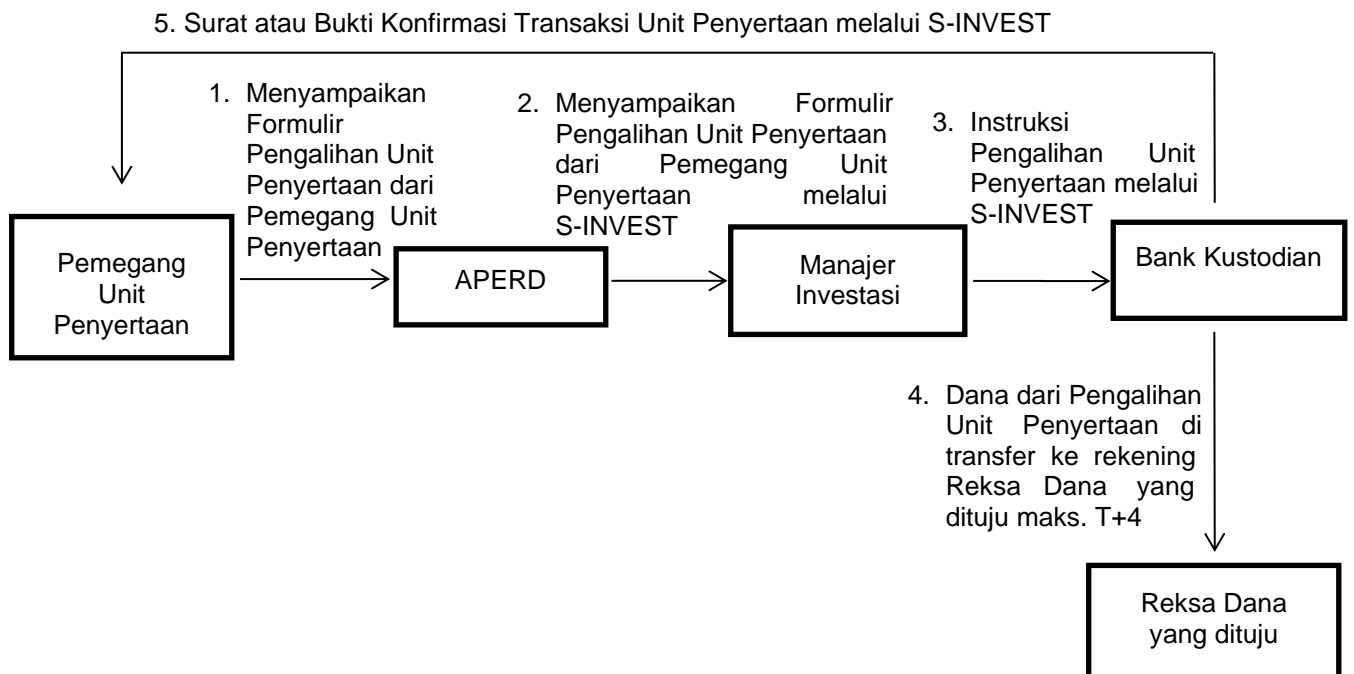 5. Surat atau Bukti Konfirmasi Transaksi Unit Penyertaan melalui S-INVEST
1. Menyampaikan
Formulir
Pengalihan Unit
Penyertaan dari
Pemegang Unit
Penyertaan
2. Menyampaikan Formulir
Pengalihan Unit Penyertaan
dari Pemegang Unit
Penyertaan melalui
S-INVEST
3. Instruksi
Pengalihan Unit
Penyertaan melalui
S-INVEST
Pemegang
Unit
Penyertaan
APERD
Manajer
Investasi
Bank Kustodian
4. Dana dari Pengalihan
Unit Penyertaan di
transfer ke rekening
Reksa Dana yang
dituju maks. T+4
Reksa Dana
yang dituju